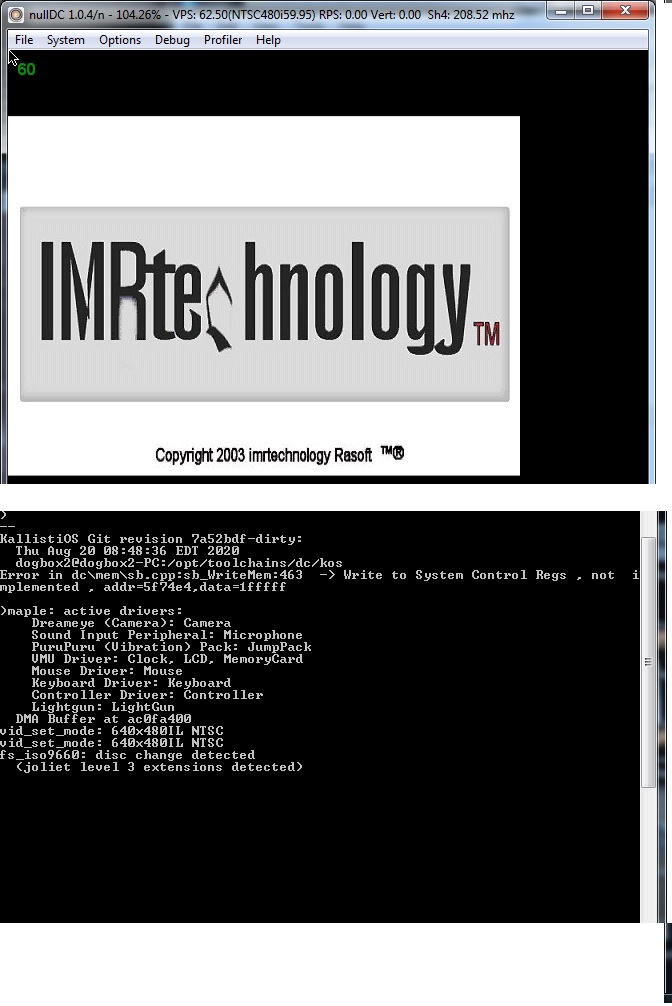 nullDC 1.0.4/n - 104.26% - VPS: 62.50(NTSC480i59.95) RPS: 0.00 Vert: 0.00 Sh4: 208.52 mhz
File System Options Debug Profiler Help
60
IMRtechnology TM
Copyright 2003 imrtechnology Rasoft ™®
>
--
KallistiOS Git revision 7a52bdf-dirty:
Thu Aug 20 08:48:36 EDT 2020
dogbox2@dogbox2-PC:/opt/toolchains/dc/kos
Error in dc\mem\sb.cpp:sb_WriteMem:463 -> Write to System Control Regs , not i
mplemented , addr=5f74e4,data=1fffff
>maple: active drivers:
Dreameye (Camera): Camera
Sound Input Peripheral: Microphone
PuruPuru (Vibration) Pack: JumpPack
VMU Driver: Clock, LCD, MemoryCard
Mouse Driver: Mouse
Keyboard Driver: Keyboard
Controller Driver: Controller
Lightgun: LightGun
DMA Buffer at ac0fa400
vid_set_mode: 640x480IL NTSC
vid_set_mode: 640x480IL NTSC
fs_iso9660: disc change detected
(joliet level 3 extensions detected)